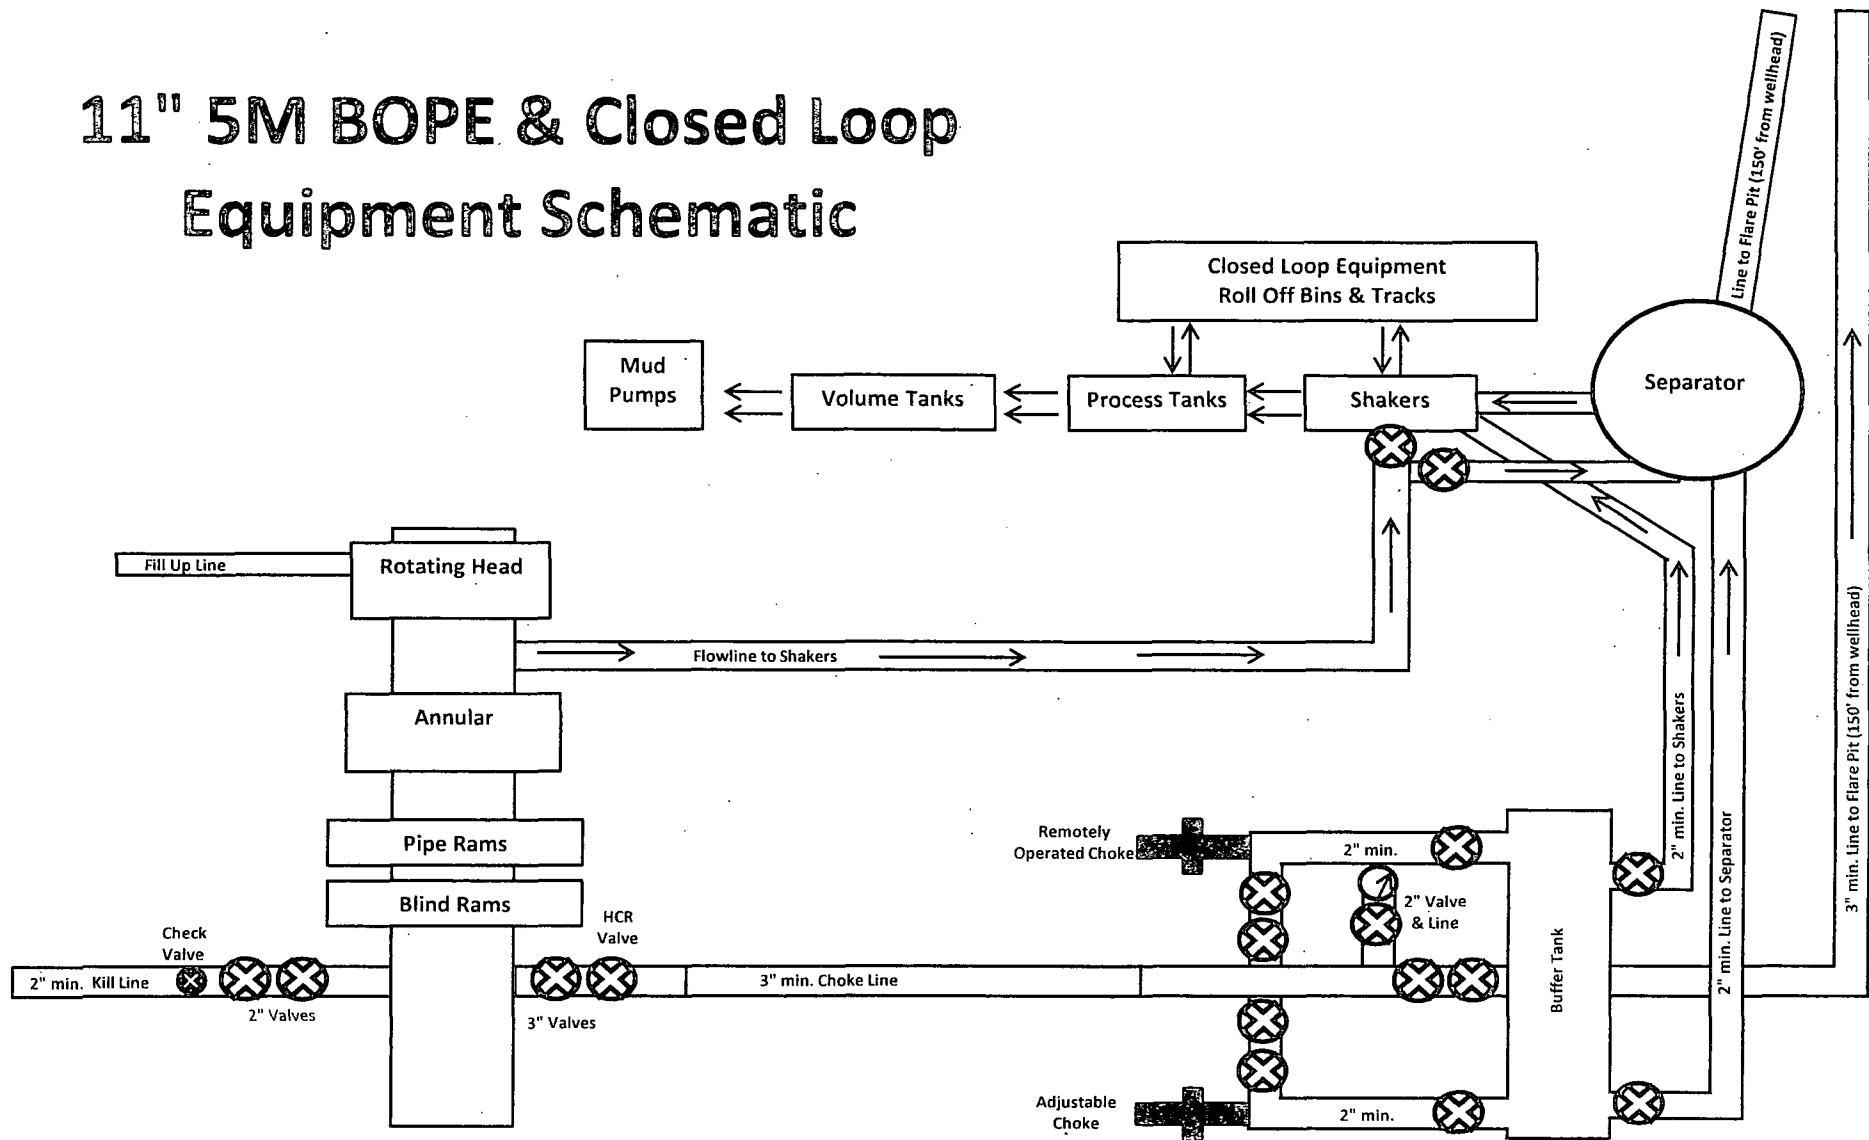 11" 5M BOPE & Closed Loop
Equipment Schematic
Line to Flare Pit (150' from wellhead)
Closed Loop Equipment
Roll Off Bins & Tracks
Mud
Pumps
Volume Tanks
Process Tanks
Shakers
Separator
Fill Up Line
Rotating Head
Flowline to Shakers
Annular
Pipe Rams
Blind Rams
Check
Valve
HCR
Valve
2" min. Kill Line
2" Valves
3" Valves
3" min. Choke Line
Remotely
Operated Choke
2" min.
2" Valve
& Line
Adjustable
Choke
2" min.
Buffer Tank
2" min. Line to Shakers
2" min. Line to Separator
3" min. Line to Flare Pit (150' from wellhead)